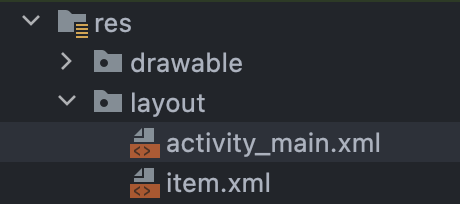 res
drawable
layout
activity_main.xml
item.xml